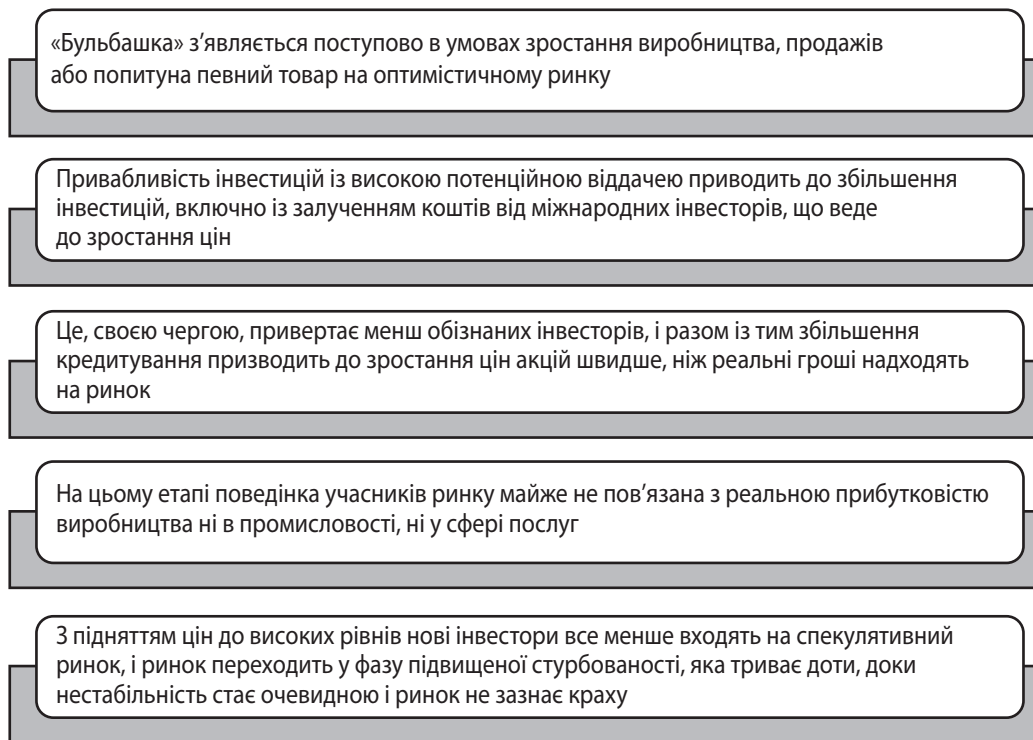 «Бульбашка» з’являється поступово в умовах зростання виробництва, продажів
або попитуна певний товар на оптимістичному ринку
Привабливість інвестицій із високою потенційною віддачею приводить до збільшення
інвестицій, включно із залученням коштів від міжнародних інвесторів, що веде
до зростання цін
Це, своєю чергою, привертає менш обізнаних інвесторів, і разом із тим збільшення
кредитування призводить до зростання цін акцій швидше, ніж реальні гроші надходять
на ринок
На цьому етапі поведінка учасників ринку майже не пов’язана з реальною прибутковістю
виробництва ні в промисловості, ні у сфері послуг
З підняттям цін до високих рівнів нові інвестори все менше входять на спекулятивний
ринок, і ринок переходить у фазу підвищеної стурбованості, яка триває доти, доки
нестабільність стає очевидною і ринок не зазнає краху